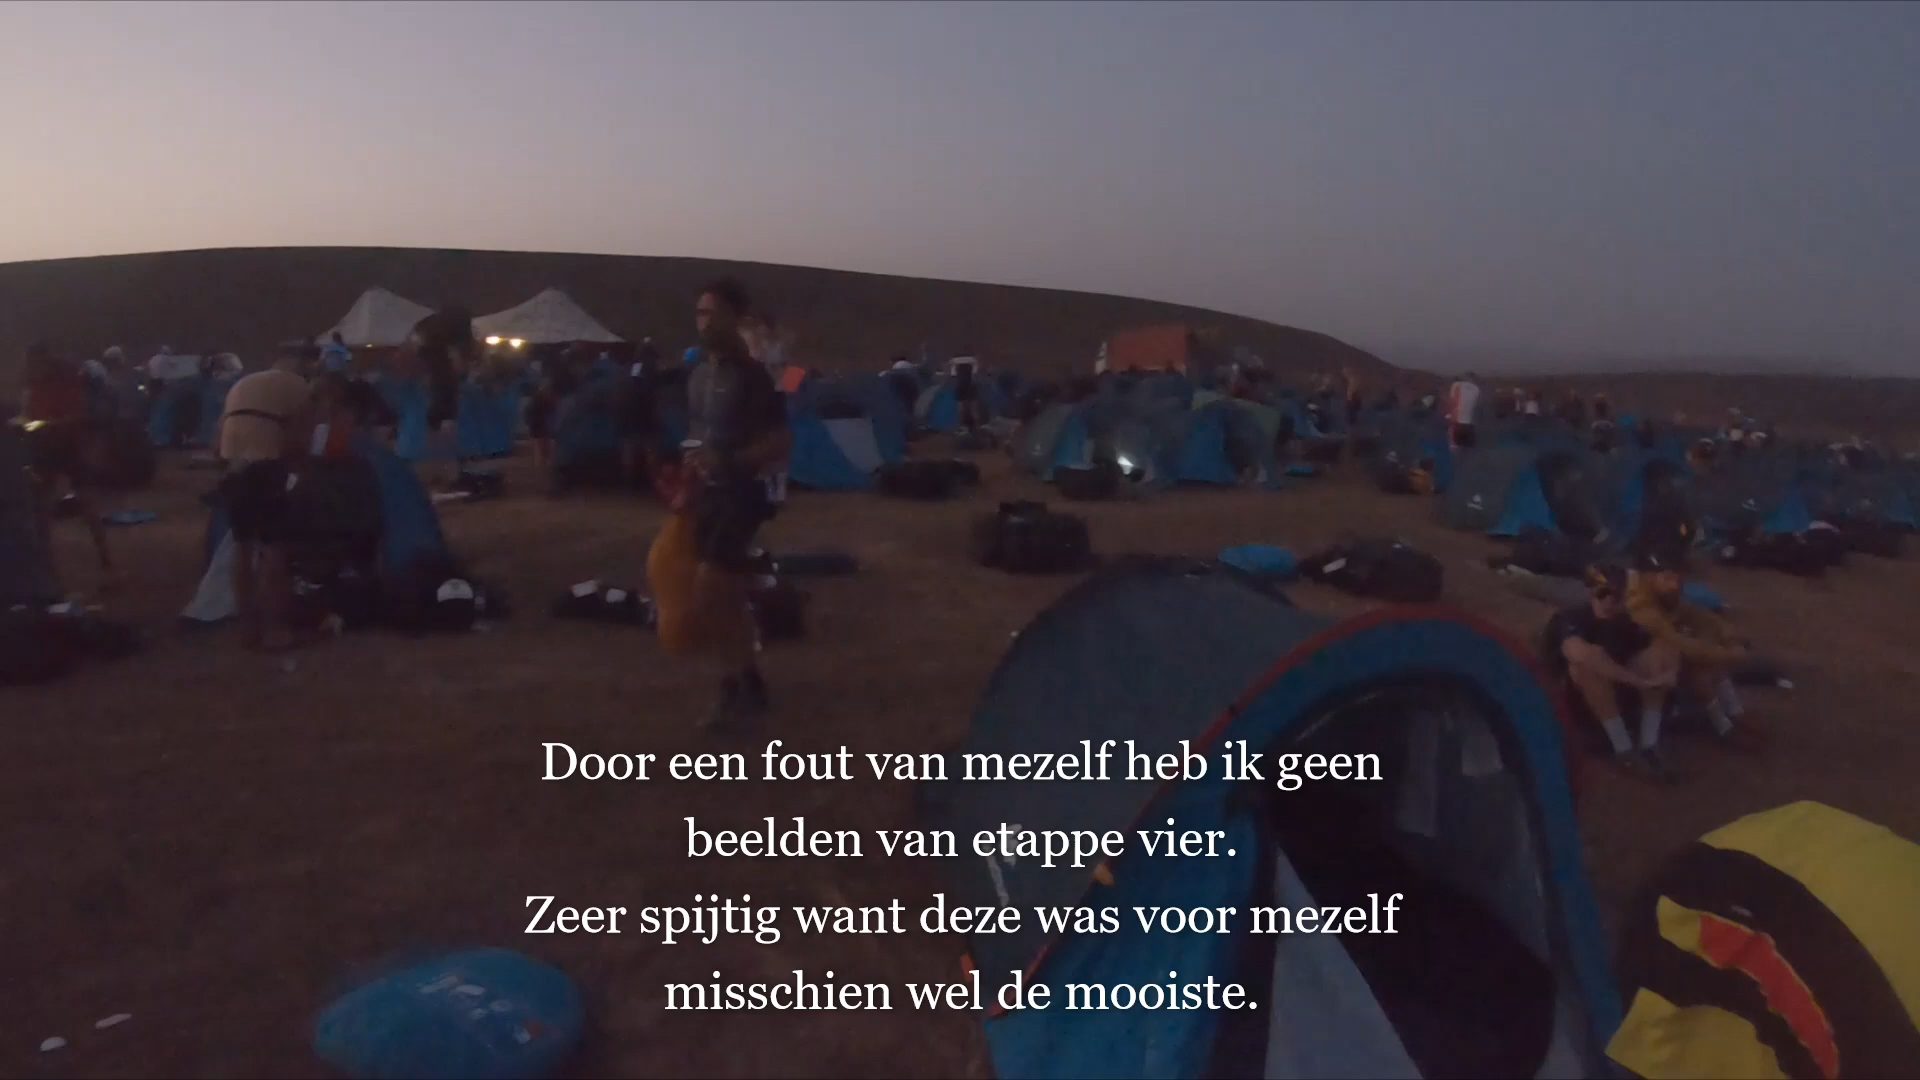 Door een fout van mezelf heb ik geen
beelden van etappe vier.
Zeer spijtig want deze was voor mezelf
misschien wel de mooiste.